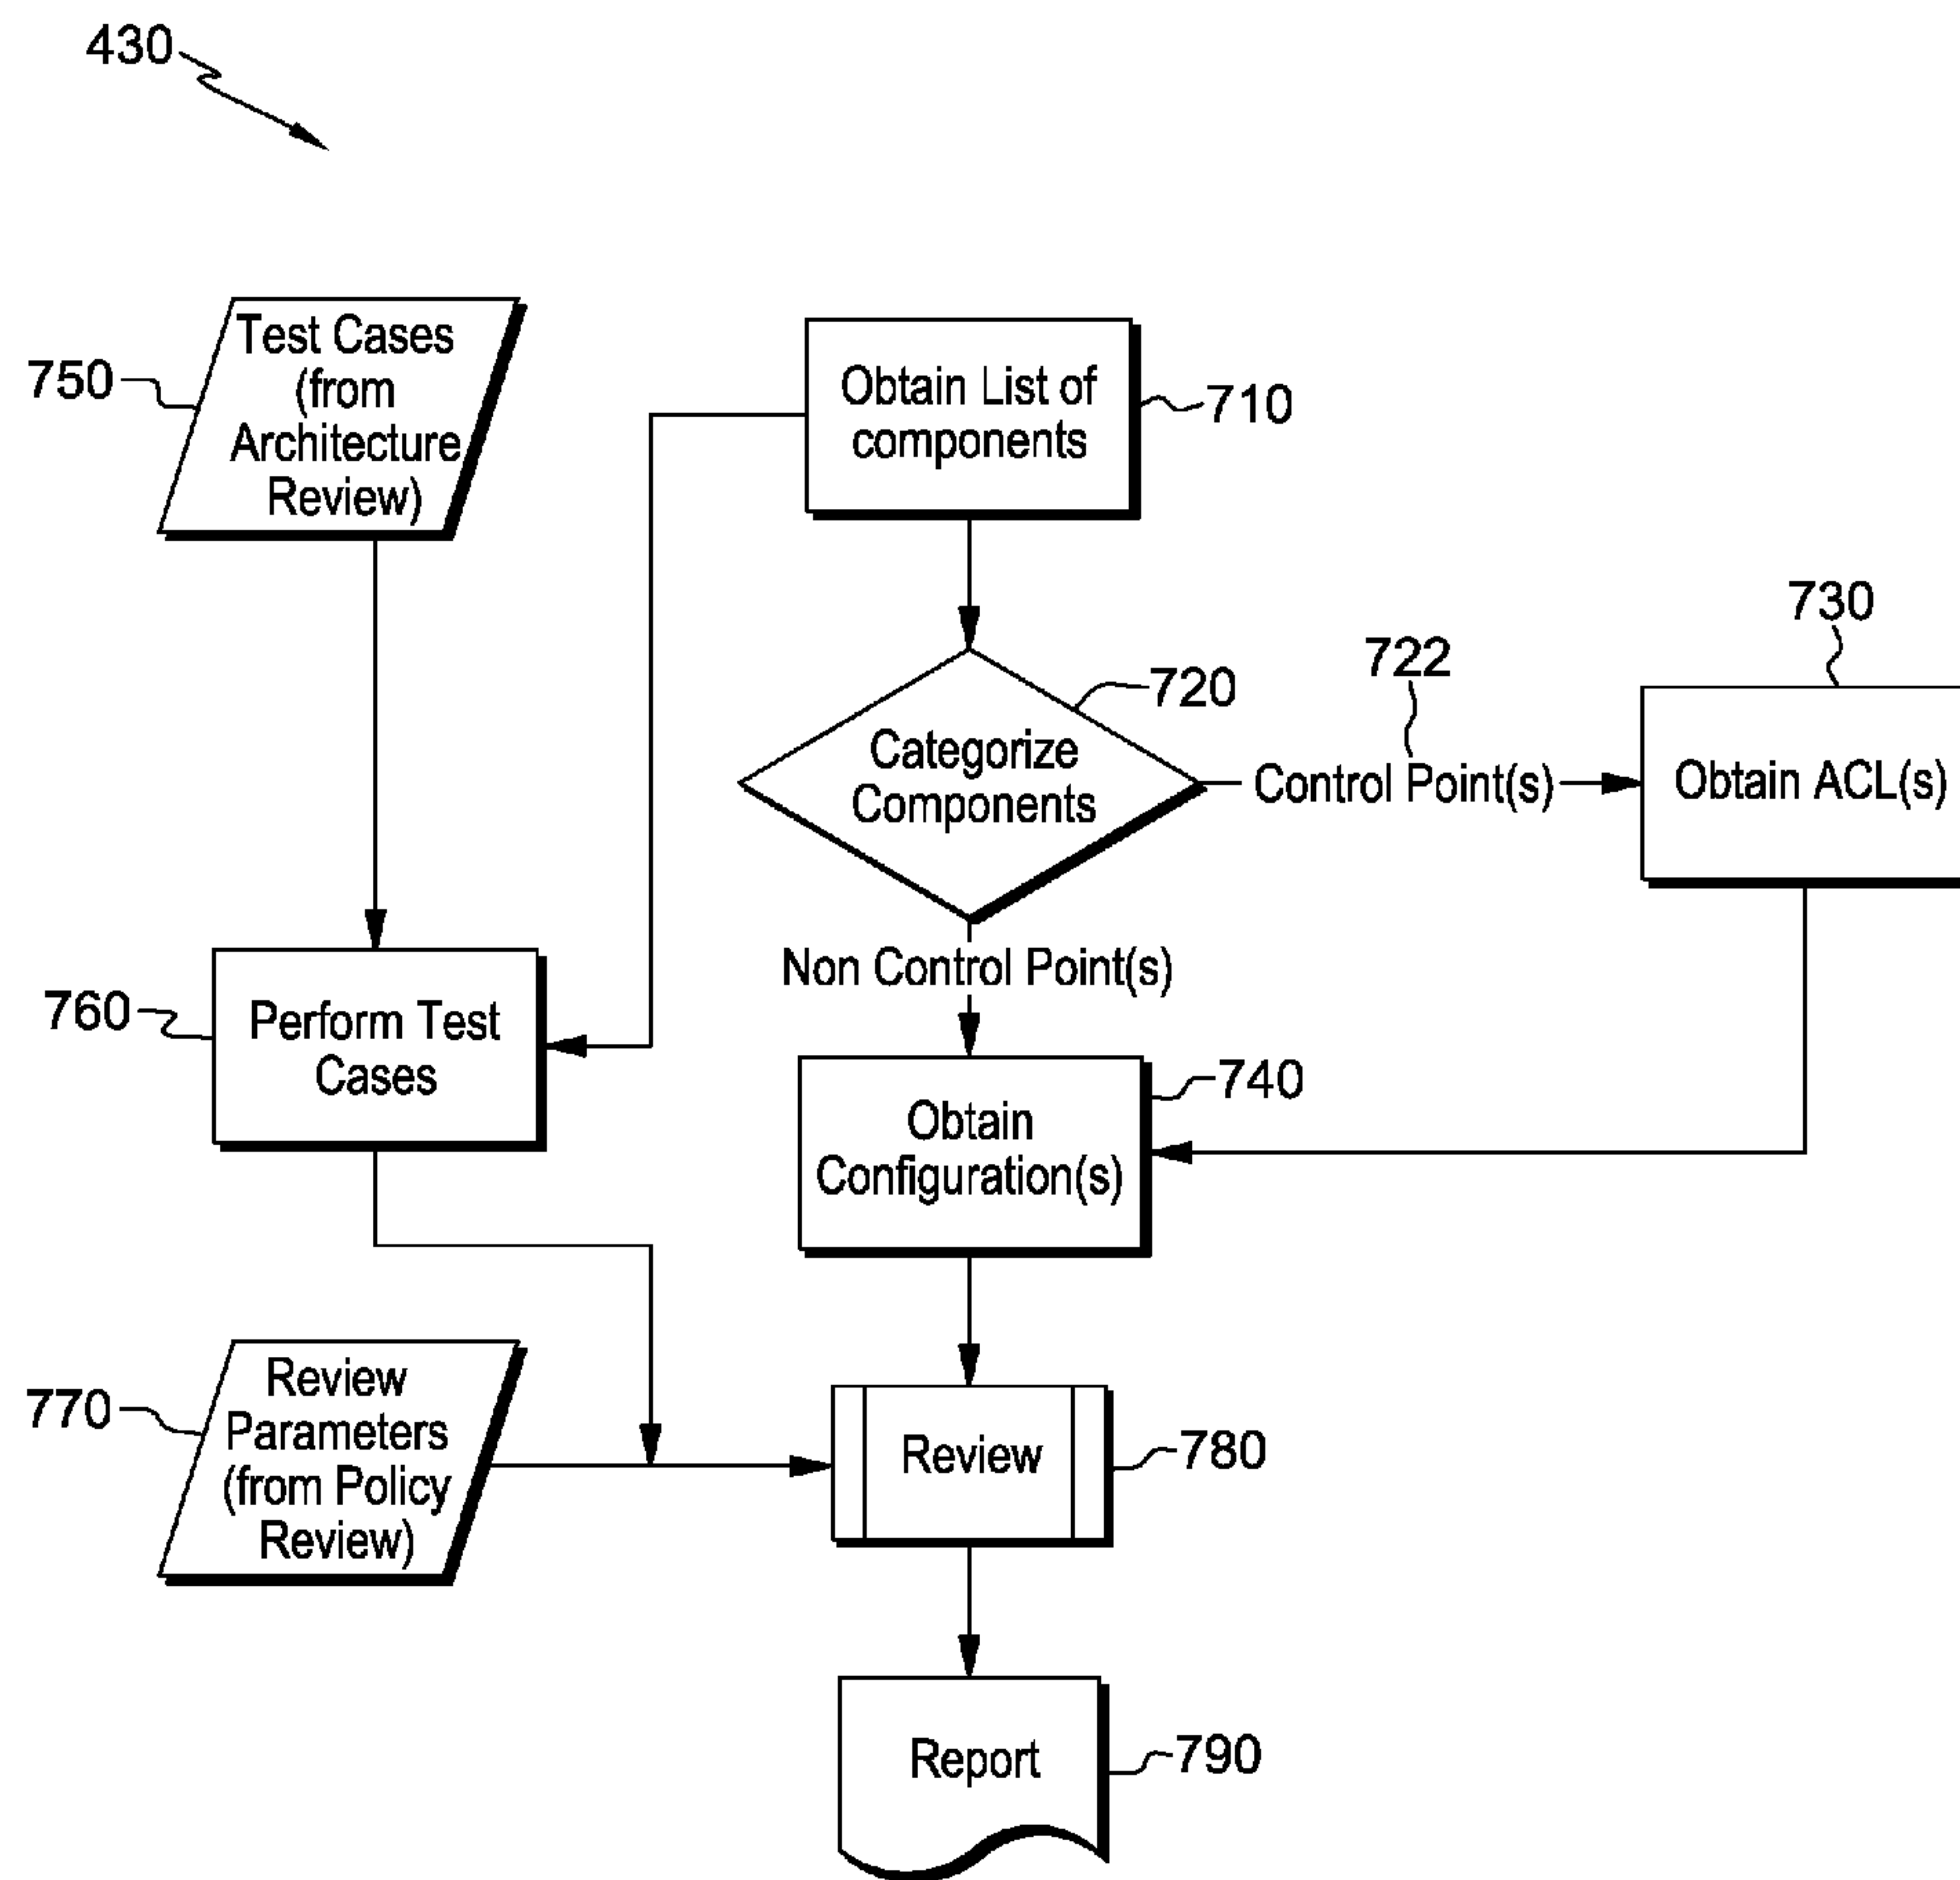 430
750
Test Cases
(from
Architecture
Review)
Obtain List of
components
710
720
Categorize
Components
722
Control Point(s)
730
Obtain ACL(s)
Non Control Point(s)
760
Perform Test
Cases
740
Obtain
Configuration(s)
770
Review
Parameters
(from Policy
Review)
Review
780
Report
790